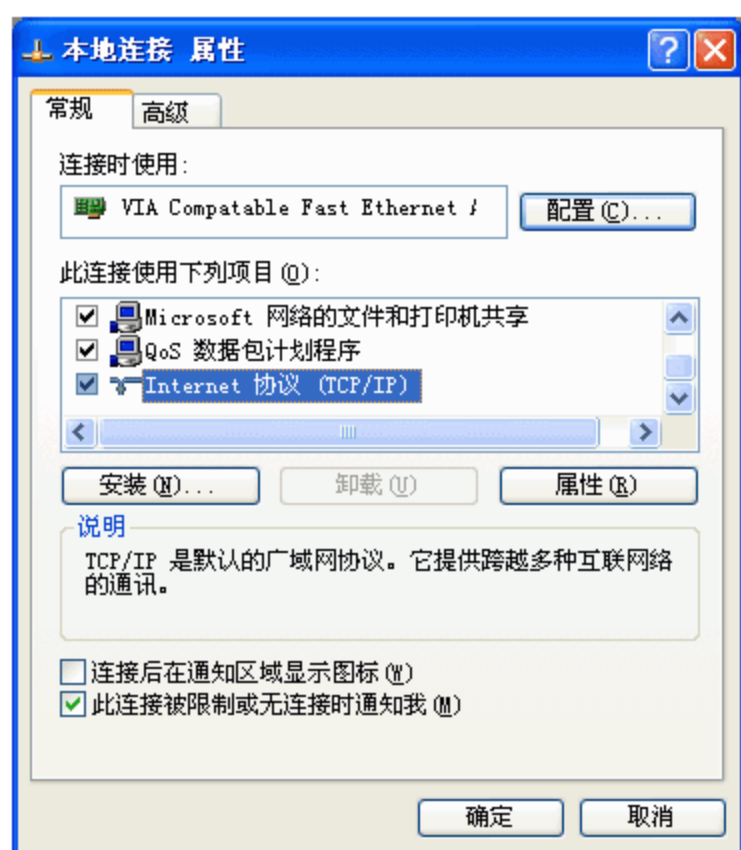 本地连接 属性
常规
高级
连接时使用:
VIA Compatable Fast Ethernet
配置(C)...
此连接使用下列项目(O):
Microsoft 网络的文件和打印机共享
QoS 数据包计划程序
Internet 协议 (TCP/IP)
安装(N)...
卸载(U)
属性(R)
说明
TCP/IP 是默认的广域网协议。它提供跨越多种互联网络
的通讯。
连接后在通知区域显示图标(W)
此连接被限制或无连接时通知我(M)
确定
取消